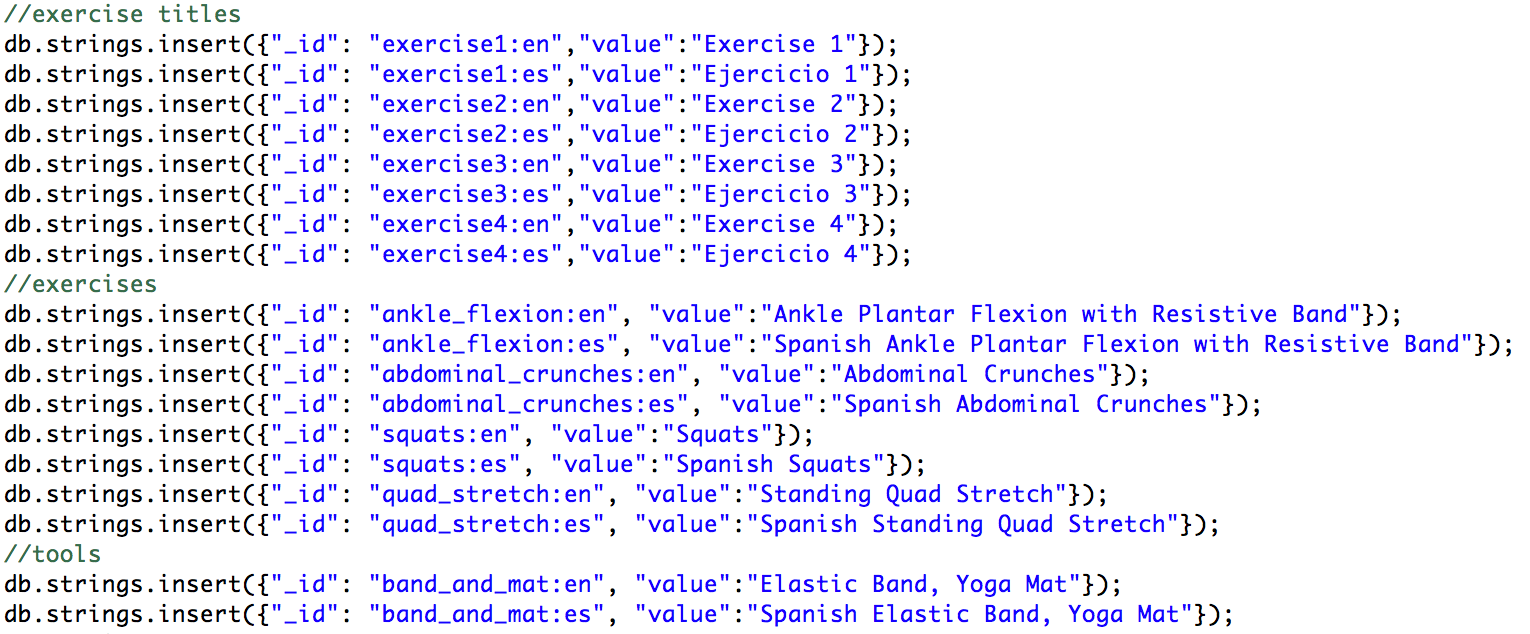 //exercise titles
db.strings.insert({"_id": "exercise1:en","value":"Exercise 1"});
db.strings.insert({"_id": "exercise1:es","value":"Ejercicio 1"});
db.strings.insert({"_id": "exercise2:en","value":"Exercise 2"});
db.strings.insert({"_id": "exercise2:es","value":"Ejercicio 2"});
db.strings.insert({"_id": "exercise3:en","value":"Exercise 3"});
db.strings.insert({"_id": "exercise3:es","value":"Ejercicio 3"});
db.strings.insert({"_id": "exercise4:en","value":"Exercise 4"});
db.strings.insert({"_id": "exercise4:es","value":"Ejercicio 4"});
//exercises
db.strings.insert({"_id": "ankle_flexion:en", "value":"Ankle Plantar Flexion with Resistive Band"});
db.strings.insert({"_id": "ankle_flexion:es", "value":"Spanish Ankle Plantar Flexion with Resistive Band"});
db.strings.insert({"_id": "abdominal_crunches:en", "value":"Abdominal Crunches"});
db.strings.insert({"_id": "abdominal_crunches:es", "value":"Spanish Abdominal Crunches"});
db.strings.insert({"_id": "squats:en", "value":"Squats"});
db.strings.insert({"_id": "squats:es", "value":"Spanish Squats"});
db.strings.insert({"_id": "quad_stretch:en", "value":"Standing Quad Stretch"});
db.strings.insert({"_id": "quad_stretch:es", "value":"Spanish Standing Quad Stretch"});
//tools
db.strings.insert({"_id": "band_and_mat:en", "value":"Elastic Band, Yoga Mat"});
db.strings.insert({"_id": "band_and_mat:es", "value":"Spanish Elastic Band, Yoga Mat"});